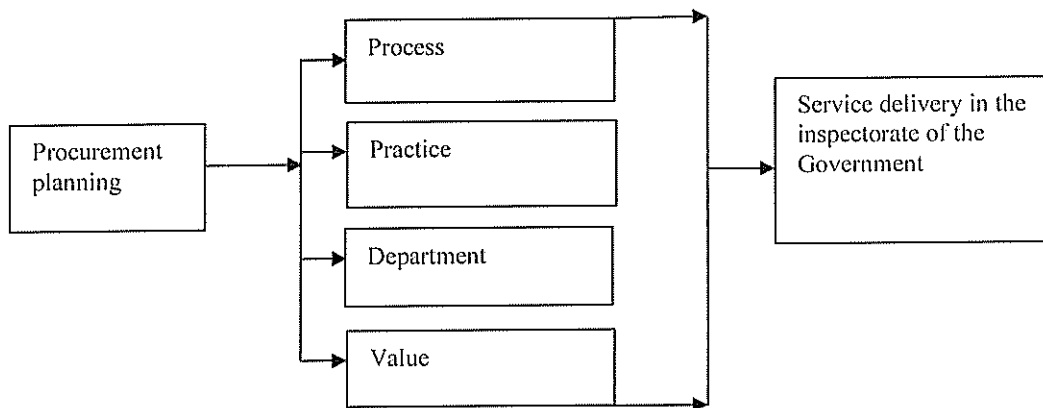 Procurement
planning
Process
Practice
Department
Value
Service delivery in the
inspectorate of the
Government